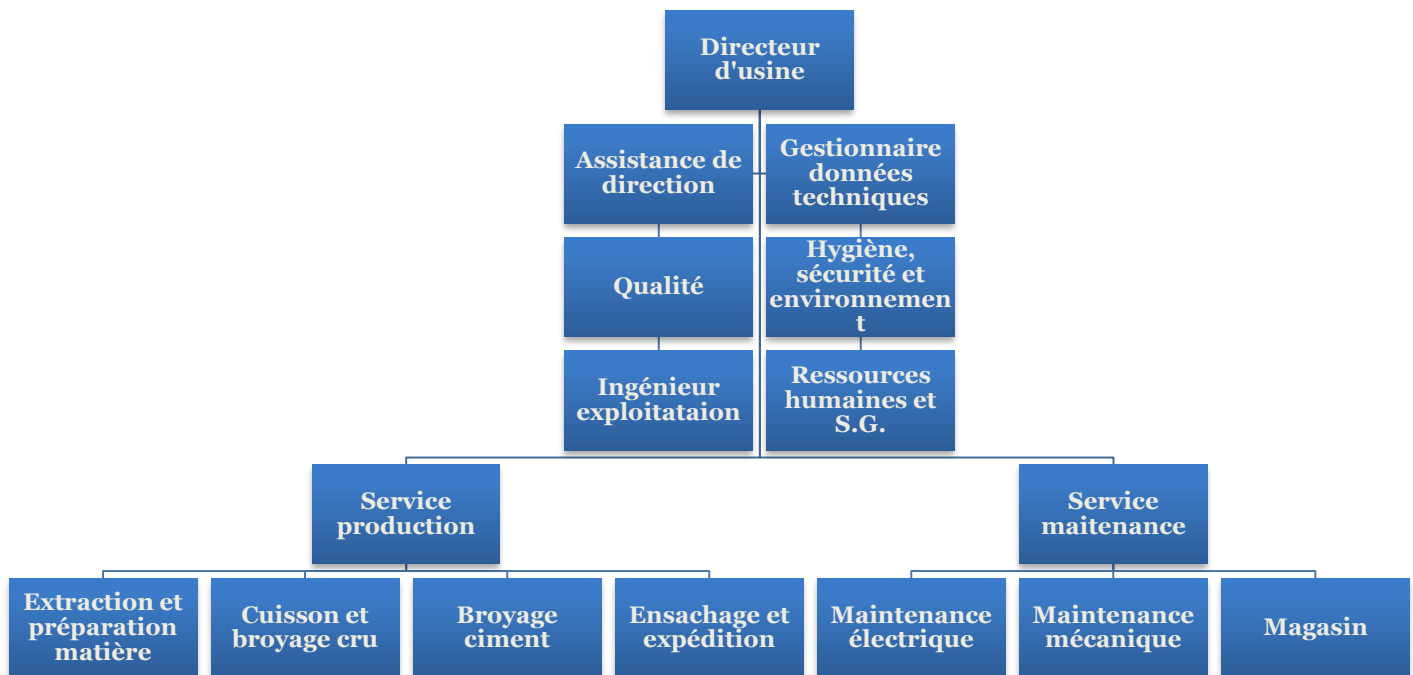 Directeur
d'usine
Assistance de
direction
Gestionnaire
données
techniques
Qualité
Hygiène,
sécurité et
environnemen
t
Ingénieur
exploitataion
Ressources
humaines et
S.G.
Service
production
Service
maitenance
Extraction et
préparation
matière
Cuisson et
broyage cru
Broyage
ciment
Ensachage et
expédition
Maintenance
électrique
Maintenance
mécanique
Magasin